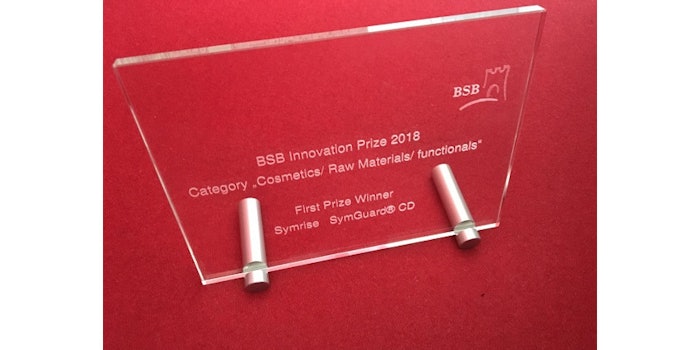 BSB
BSB Innovation Prize 2018
Category „Cosmetics/ Raw Materials/ functionals“
First Prize Winner
Symrise SymGuard® CD